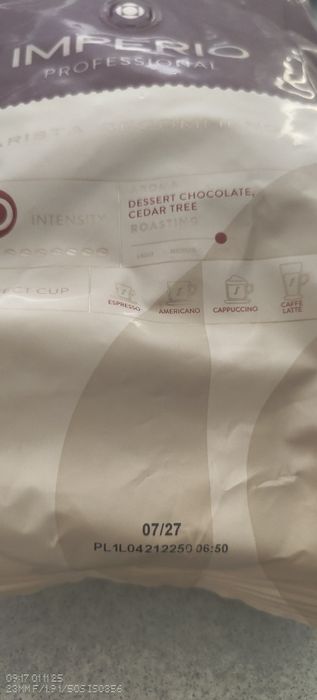 IMPERIO
PROFESSIONAL
AROMA
DESSERT CHOCOLATE,
CEDAR TREE
ROASTING
INTENSITY
CUP
ESPRESSO
AMERICANO
CAPPUCCINO
CAFFE
LATTE
07/27
PL1L04212250 06:50